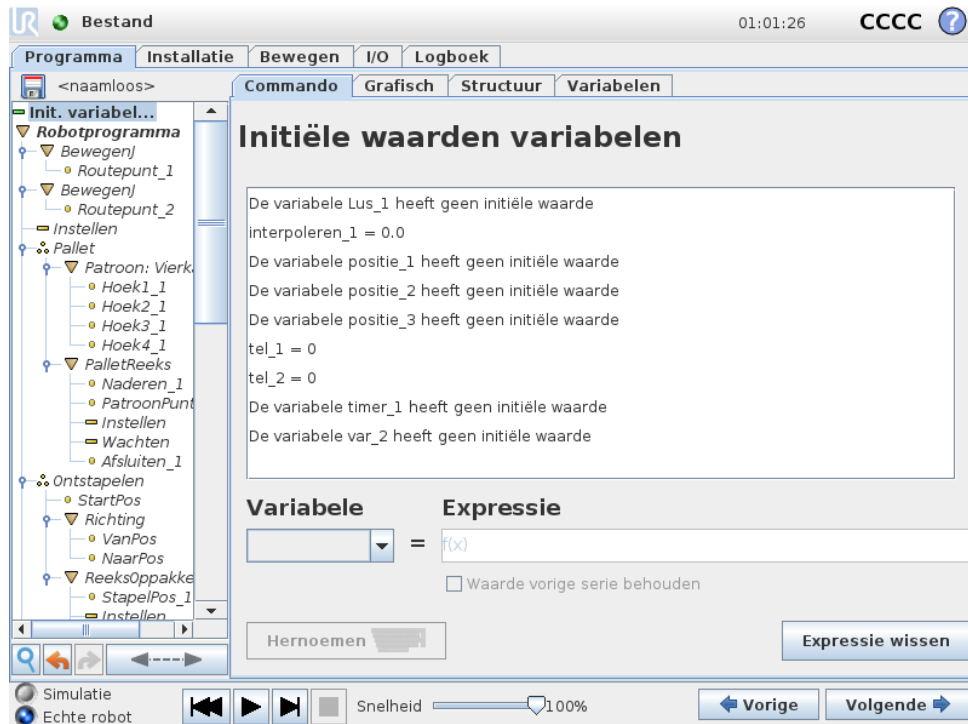 UR Bestand 01:01:26 CCCC ?
Programma Installatie Bewegen I/O Logboek
<naamloos>
Commando Grafisch Structuur Variabelen
Init. variabel...
Robotprogramma
BewegenJ
Routepunt_1
BewegenJ
Routepunt_2
Instellen
Pallet
Patroon: Vierk
Hoek1_1
Hoek2_1
Hoek3_1
Hoek4_1
PalletReeks
Naderen_1
PatroonPunt
Instellen
Wachten
Afsluiten_1
Ontstapelen
StartPos
Richting
VanPos
NaarPos
ReeksOppakke
StapelPos_1
Instellen
Initiële waarden variabelen
De variabele Lus_1 heeft geen initiële waarde
interpoleren_1 = 0.0
De variabele positie_1 heeft geen initiële waarde
De variabele positie_2 heeft geen initiële waarde
De variabele positie_3 heeft geen initiële waarde
tel_1 = 0
tel_2 = 0
De variabele timer_1 heeft geen initiële waarde
De variabele var_2 heeft geen initiële waarde
Variabele Expressie
= f(x)
Waarde vorige serie behouden
Hernoemen Expressie wissen
Simulatie
Echte robot
Snelheid 100%
Vorige Volgende